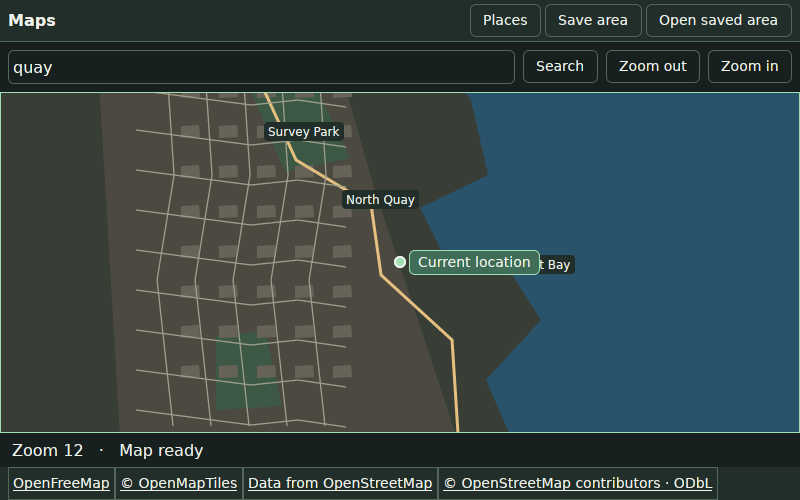 Maps
Places
Save area
Open saved area
quay
Search
Zoom out
Zoom in
Survey Park
North Quay
Current location
Bay
Zoom 12 · Map ready
OpenFreeMap
© OpenMapTiles
Data from OpenStreetMap
© OpenStreetMap contributors · ODbL